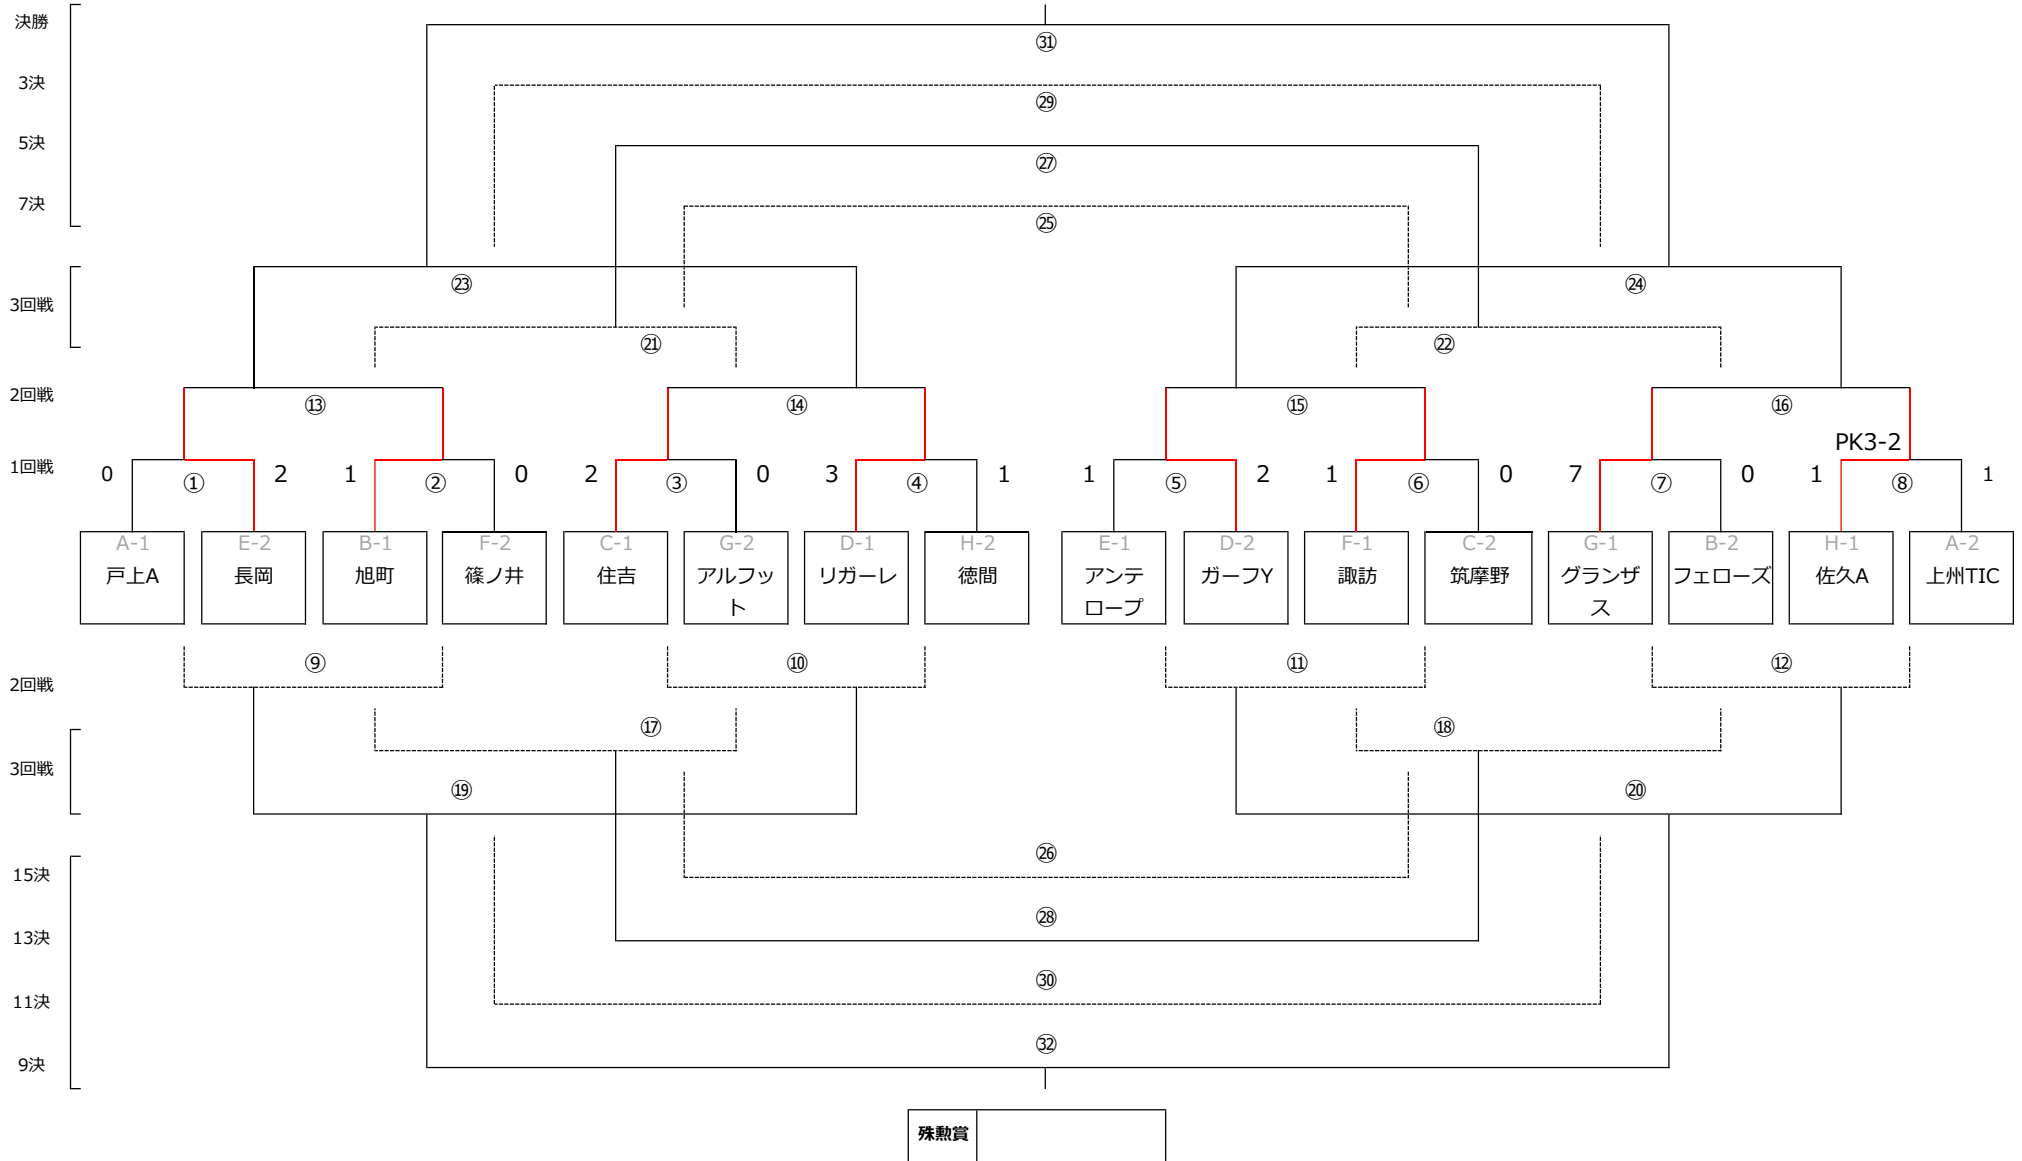 決勝
㉛
3決
㉙
5決
㉗
7決
㉕
㉓ ㉔
3回戦
㉑ ㉒
2回戦
⑬ ⑭ ⑮ ⑯
PK3-2
1回戦
0 ① 2 1 ② 0 2 ③ 0 3 ④ 1 1 ⑤ 2 1 ⑥ 0 7 ⑦ 0 1 ⑧ 1
A-1 E-2 B-1 F-2 C-1 G-2 D-1 H-2 E-1 D-2 F-1 C-2 G-1 B-2 H-1 A-2
戸上A 長岡 旭町 篠ノ井 住吉 アルフッ リガーレ 徳間 アンテ ガーフY 諏訪 筑摩野 グランザ フェローズ 佐久A 上州TIC
ト ロープ ス
⑨ ⑩ ⑪ ⑫
2回戦
⑰ ⑱
3回戦
⑲ ⑳
㉖
15決
㉘
13決
㉚
11決
㉜
9決
殊勲賞